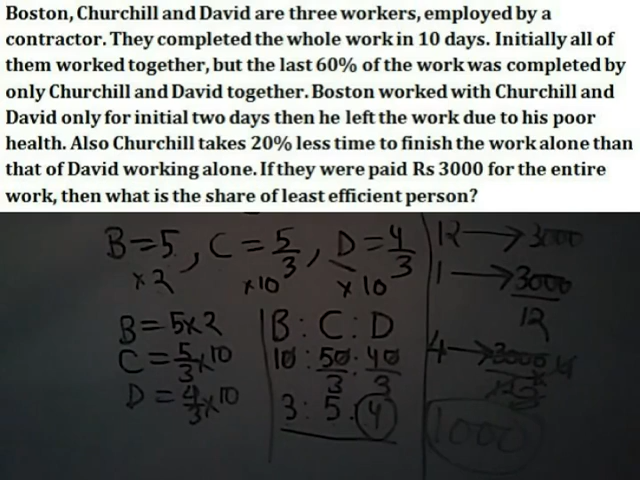 Boston, Churchill and David are three workers, employed by a
contractor. They completed the whole work in 10 days. Initially all of
them worked together, but the last 60% of the work was completed by
only Churchill and David together. Boston worked with Churchill and
David only for initial two days then he left the work due to his poor
health. Also Churchill takes 20% less time to finish the work alone than
that of David working alone. If they were paid Rs 3000 for the entire
work, then what is the share of least efficient person?
B=5, C=5/3, D=4/3
×2 ×10 ×10
B=5×2
C=5/3×10
D=4/3×10
B : C : D
10 : 50/3 : 40/3
3 : 5 : 4
12→3000
1→3000/12
4→3000×4
1000